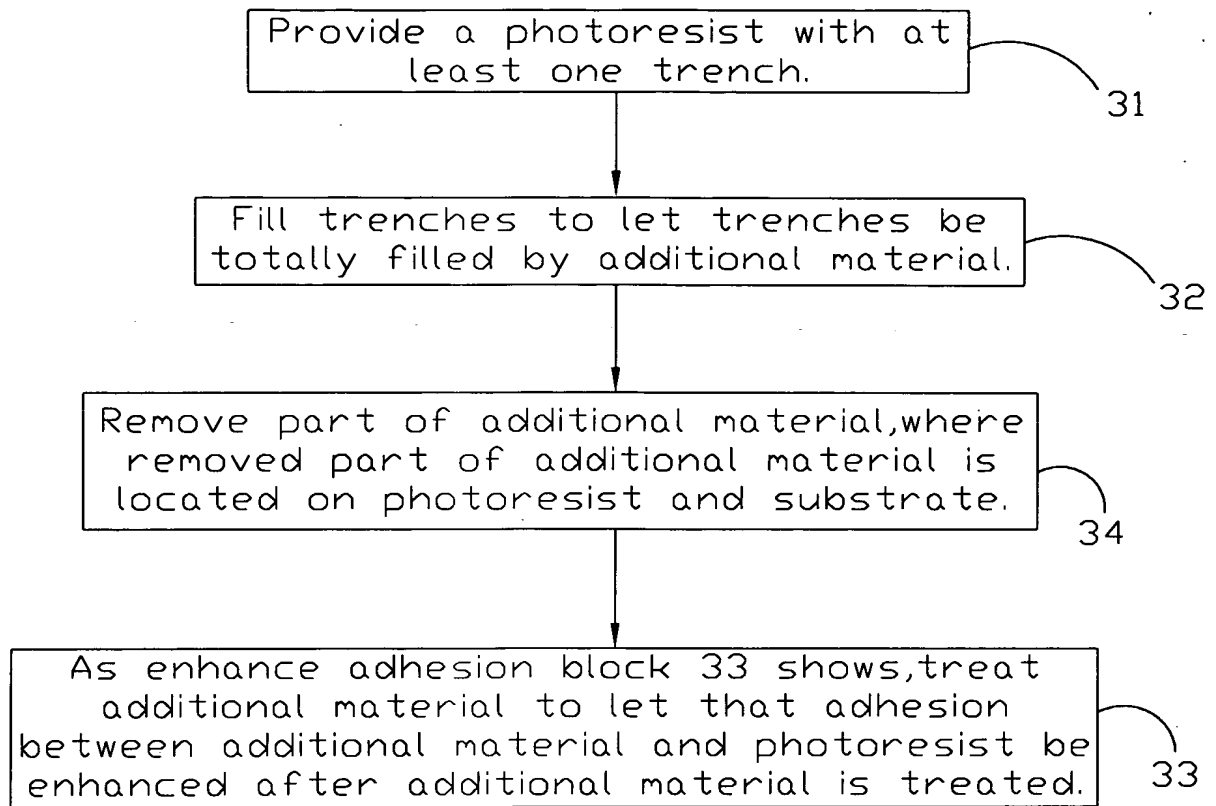 Provide a photoresist with at
least one trench.
31
Fill trenches to let trenches be
totally filled by additional material.
32
Remove part of additional material,where
removed part of additional material is
located on photoresist and substrate.
34
As enhance adhesion block 33 shows,treat
additional material to let that adhesion
between additional material and photoresist be
enhanced after additional material is treated.
33